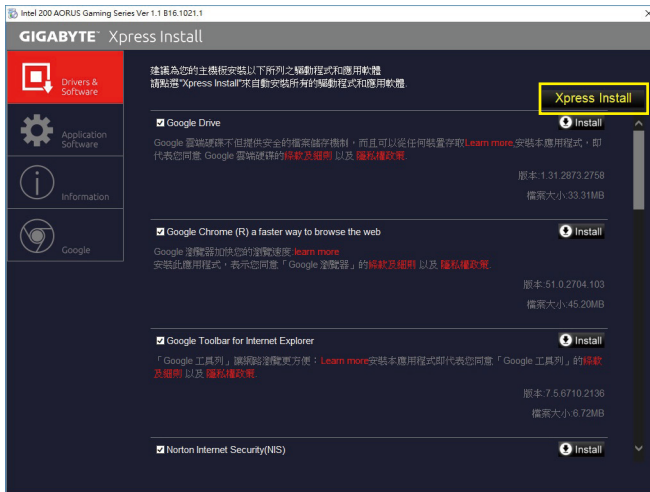 Intel 200 AORUS Gaming Series Ver 1.1 B16.1021.1
GIGABYTE™ Xpress Install
Drivers &
Software
Application
Software
Information
Google
建議為您的主機板安裝以下所列之驅動程式和應用軟體
請點選"Xpress Install"來自動安裝所有的驅動程式和應用軟體.
Xpress Install
Google Drive
Install
Google 雲端硬碟不但提供安全的檔案儲存機制，而且可以從任何裝置存取Learn more,安裝本應用程式，即
代表您同意 Google 雲端硬碟的條款及細則 以及 隱私權政策.
版本:1.31.2873.2758
檔案大小:33.31MB
Google Chrome (R) a faster way to browse the web
Install
Google 瀏覽器加快您的瀏覽速度.learn more
安裝此應用程式，表示您同意「Google 瀏覽器」的條款及細則 以及 隱私權政策.
版本:51.0.2704.103
檔案大小:45.20MB
Google Toolbar for Internet Explorer
Install
「Google 工具列」讓網路瀏覽更方便：Learn more安裝本應用程式即代表您同意「Google 工具列」的條款
及細則 以及 隱私權政策.
版本:7.5.6710.2136
檔案大小:6.72MB
Norton Internet Security(NIS)
Install